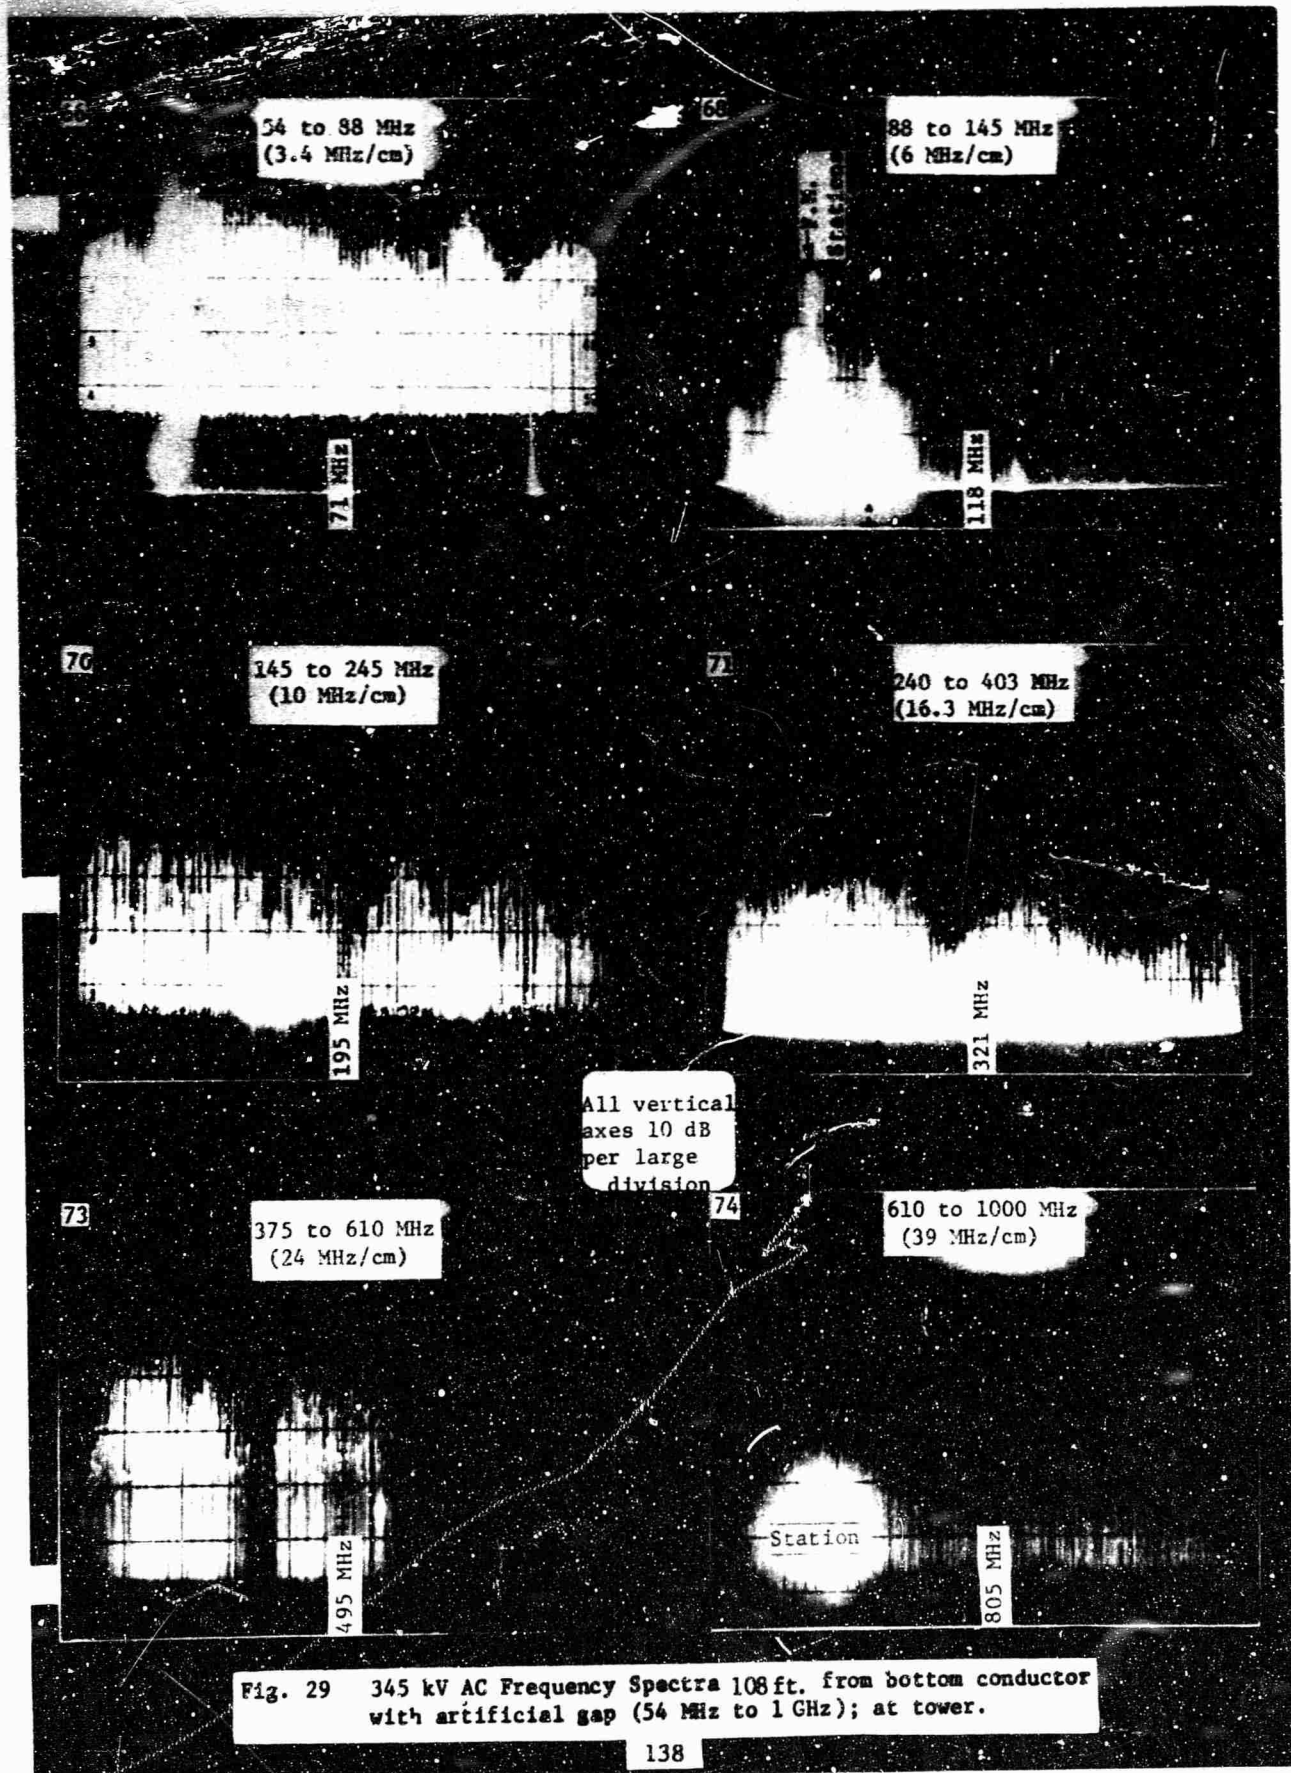 66
54 to 88 MHz
(3.4 MHz/cm)
71 MHz
68
88 to 145 MHz
(6 MHz/cm)
F.M.
Station
118 MHz
70
145 to 245 MHz
(10 MHz/cm)
195 MHz
71
240 to 403 MHz
(16.3 MHz/cm)
321 MHz
All vertical
axes 10 dB
per large
division
73
375 to 610 MHz
(24 MHz/cm)
495 MHz
74
610 to 1000 MHz
(39 MHz/cm)
Station
805 MHz
Fig. 29 345 kV AC Frequency Spectra 108 ft. from bottom conductor
with artificial gap (54 MHz to 1 GHz); at tower.
138